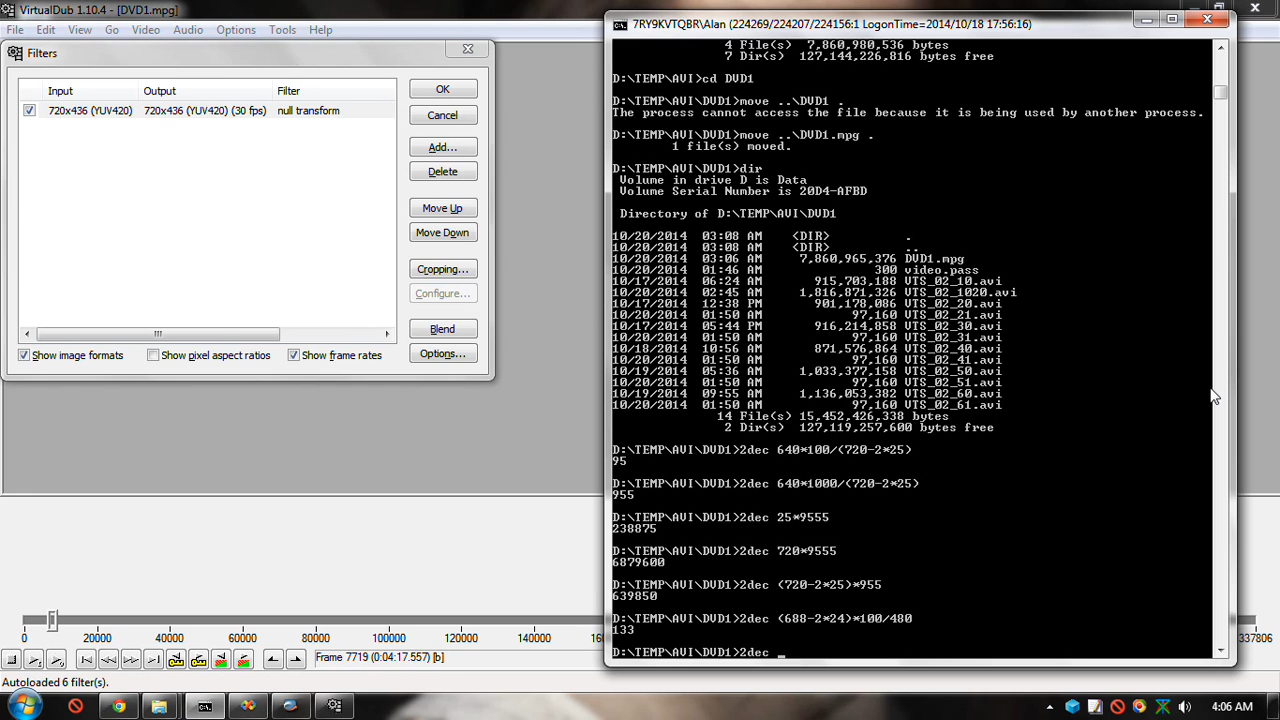 VirtualDub 1.10.4 - [DVD1.mpg]
File Edit View Go Video Audio Options Tools Help
Filters
Input Output Filter
720x436 (YUV420) 720x436 (YUV420) (30 fps) null transform
OK
Cancel
Add...
Delete
Move Up
Move Down
Cropping...
Configure...
Blend
Show image formats Show pixel aspect ratios Show frame rates Options...
7RY9KVTQBR\Alan (224269/224207/224156:1 LogonTime=2014/10/18 17:56:16)
4 File(s) 7,860,980,536 bytes
7 Dir(s) 127,144,226,816 bytes free
D:\TEMP\AVI>cd DVD1
D:\TEMP\AVI\DVD1>move ..\DVD1 .
The process cannot access the file because it is being used by another process.
D:\TEMP\AVI\DVD1>move ..\DVD1.mpg .
1 file(s) moved.
D:\TEMP\AVI\DVD1>dir
Volume in drive D is Data
Volume Serial Number is 20D4-AFBD
Directory of D:\TEMP\AVI\DVD1
10/20/2014 03:08 AM <DIR> .
10/20/2014 03:08 AM <DIR> ..
10/20/2014 03:06 AM 7,860,965,376 DVD1.mpg
10/20/2014 01:46 AM 300 video.pass
10/17/2014 06:24 AM 915,703,188 VTS_02_10.avi
10/20/2014 02:45 AM 1,816,871,326 VTS_02_1020.avi
10/17/2014 12:38 PM 901,178,086 VTS_02_20.avi
10/20/2014 01:50 AM 97,160 VTS_02_21.avi
10/17/2014 05:44 PM 916,214,858 VTS_02_30.avi
10/20/2014 01:50 AM 97,160 VTS_02_31.avi
10/18/2014 10:56 AM 871,576,864 VTS_02_40.avi
10/20/2014 01:50 AM 97,160 VTS_02_41.avi
10/19/2014 05:36 AM 1,033,377,158 VTS_02_50.avi
10/20/2014 01:50 AM 97,160 VTS_02_51.avi
10/19/2014 09:55 AM 1,136,053,382 VTS_02_60.avi
10/20/2014 01:50 AM 97,160 VTS_02_61.avi
14 File(s) 15,452,426,338 bytes
2 Dir(s) 127,119,257,600 bytes free
D:\TEMP\AVI\DVD1>2dec 640*100/(720-2*25)
95
D:\TEMP\AVI\DVD1>2dec 640*1000/(720-2*25)
955
D:\TEMP\AVI\DVD1>2dec 25*9555
238875
D:\TEMP\AVI\DVD1>2dec 720*9555
6879600
D:\TEMP\AVI\DVD1>2dec (720-2*25)*955
639850
D:\TEMP\AVI\DVD1>2dec (688-2*24)*100/480
133
D:\TEMP\AVI\DVD1>2dec _
0 20000 40000 60000 80000 100000 120000 140000 337806
Frame 7719 (0:04:17.557) [b]
Autoloaded 6 filter(s).
4:06 AM